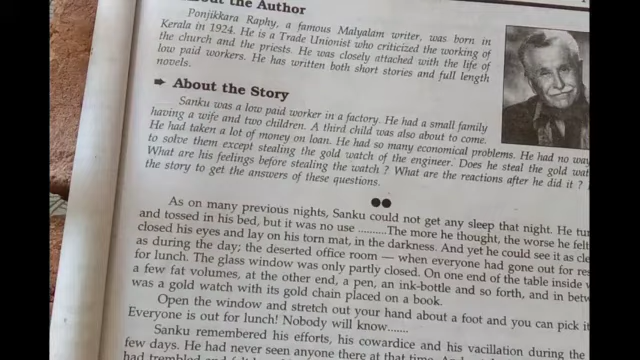 About the Author
Ponjikkara Raphy, a famous Malyalam writer, was born in
Kerala in 1924. He is a Trade Unionist who criticized the working of
the church and the priests. He was closely attached with the life of
low paid workers. He has written both short stories and full length
novels.
➨ About the Story
Sanku was a low paid worker in a factory. He had a small family
having a wife and two children. A third child was also about to come.
He had taken a lot of money on loan. He had so many economical problems. He had no way
to solve them except stealing the gold watch of the engineer. Does he steal the gold
What are his feelings before stealing the watch ? What are the reactions after he did it ?
the story to get the answers of these questions.
●●
As on many previous nights, Sanku could not get any sleep that night. He
and tossed in his bed, but it was no use ..........The more he thought, the worse he felt
closed his eyes and lay on his torn mat, in the darkness. And yet he could see it as
as during the day; the deserted office room — when everyone had gone out for
for lunch. The glass window was only partly closed. On one end of the table inside
a few fat volumes, at the other end, a pen, an ink-bottle and so forth, and in
was a gold watch with its gold chain placed on a book.
Open the window and stretch out your hand about a foot and you can pick
Everyone is out for lunch! Nobody will know.......
Sanku remembered his efforts, his cowardice and his vacillation during the
few days. He had never seen anyone there at that time.
had trembled and